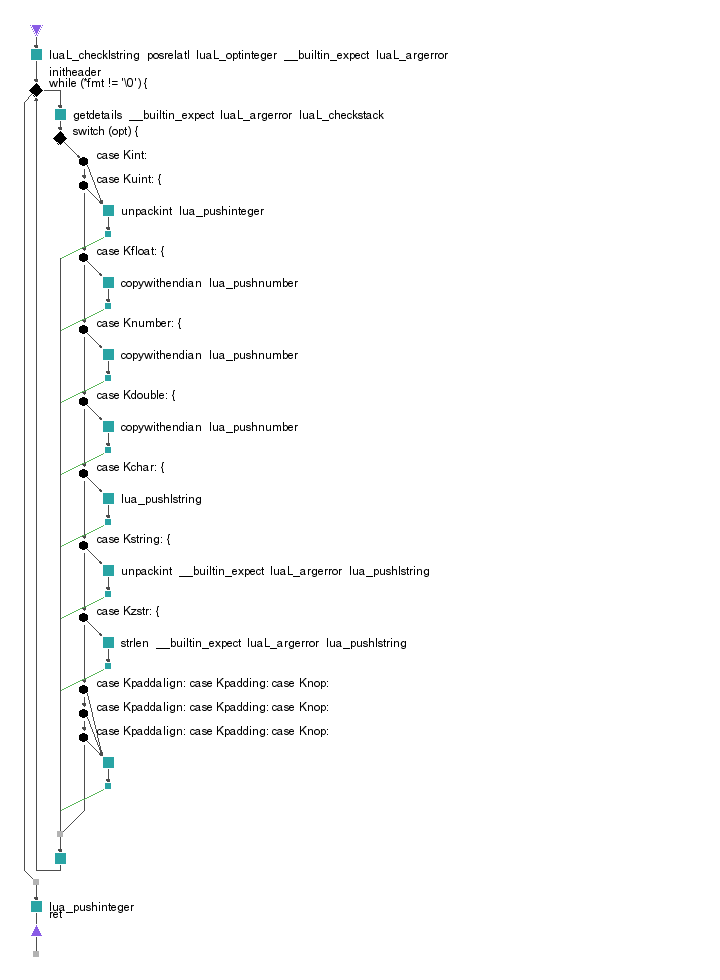 luaL_checklstring posrelatI luaL_optinteger __builtin_expect luaL_argerror
initheader
while (*fmt != '\0') {
getdetails __builtin_expect luaL_argerror luaL_checkstack
switch (opt) {
case Kint:
case Kuint: {
unpackint lua_pushinteger
case Kfloat: {
copywithendian lua_pushnumber
case Knumber: {
copywithendian lua_pushnumber
case Kdouble: {
copywithendian lua_pushnumber
case Kchar: {
lua_pushlstring
case Kstring: {
unpackint __builtin_expect luaL_argerror lua_pushlstring
case Kzstr: {
strlen __builtin_expect luaL_argerror lua_pushlstring
case Kpaddalign: case Kpadding: case Knop:
case Kpaddalign: case Kpadding: case Knop:
case Kpaddalign: case Kpadding: case Knop:
lua_pushinteger
ret